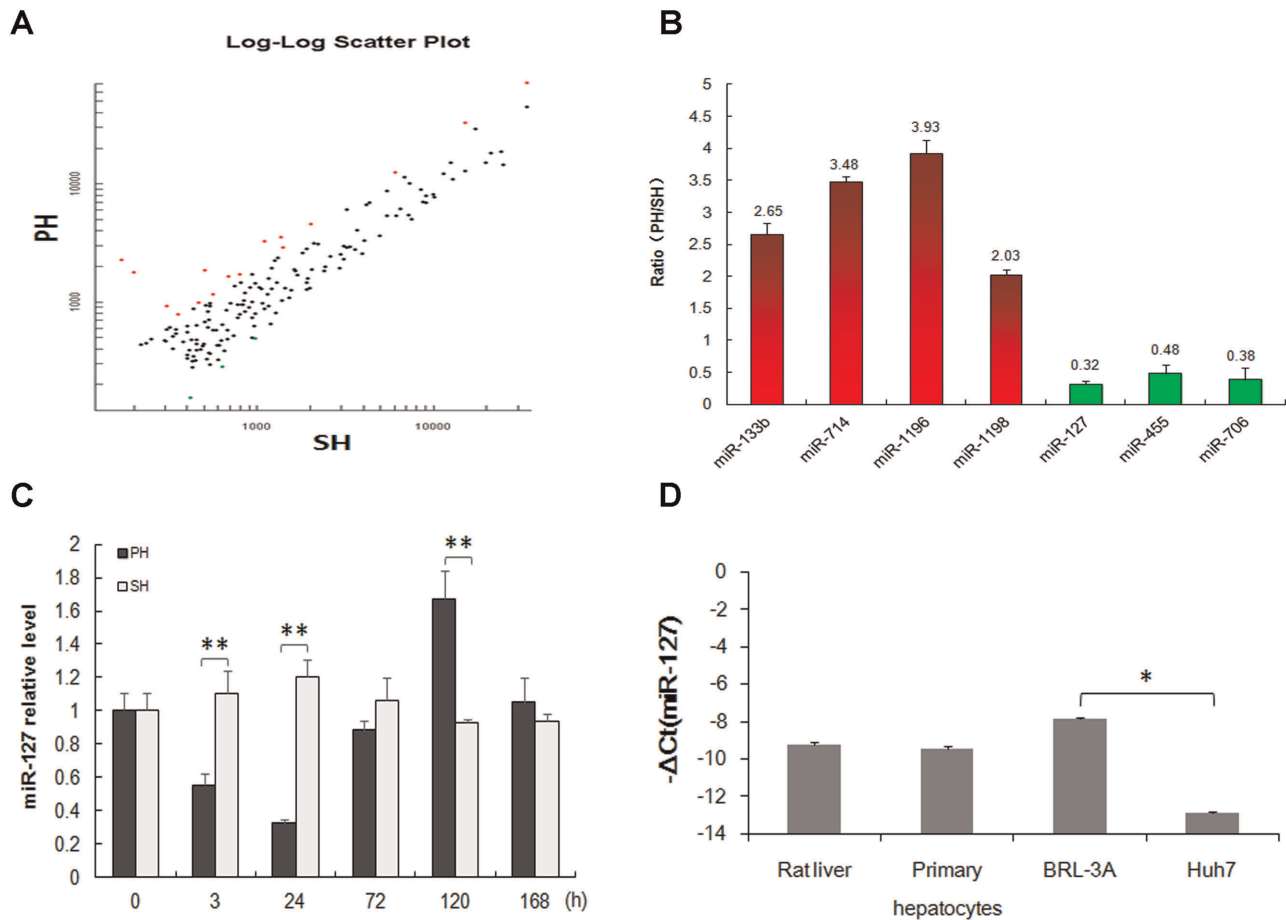 A
Log-Log Scatter Plot
PH
10000
1000
1000
10000
SH
B
Ratio (PH/SH)
5
4.5
4
3.5
3
2.5
2
1.5
1
0.5
0
2.65
3.48
3.93
2.03
0.32
0.48
0.38
miR-133b
miR-714
miR-1196
miR-1198
miR-127
miR-455
miR-706
C
miR-127 relative level
2
1.8
1.6
1.4
1.2
1
0.8
0.6
0.4
0.2
0
PH
SH
**
**
**
0 3 24 72 120 168 (h)
D
-ΔCt(miR-127)
0
-2
-4
-6
-8
-10
-12
-14
*
Rat liver Primary BRL-3A Huh7
hepatocytes